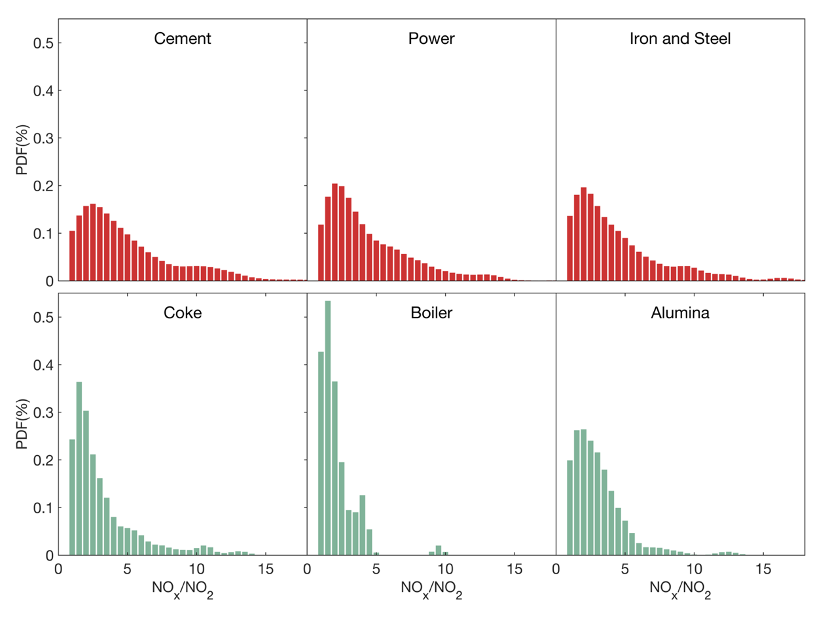 Cement Power Iron and Steel
PDF(%)
0.5
0.4
0.3
0.2
0.1
0
Coke Boiler Alumina
PDF(%)
0.5
0.4
0.3
0.2
0.1
0
0 5 10 15 0 5 10 15 0 5 10 15
NOx/NO2 NOx/NO2 NOx/NO2